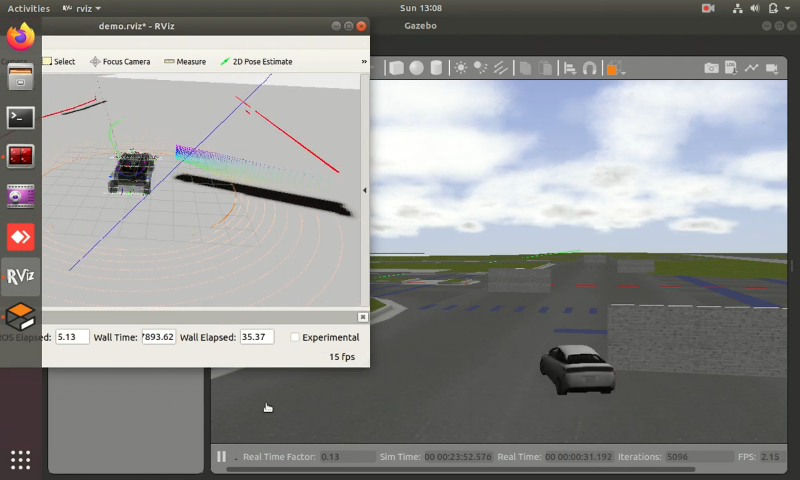 Activities
rviz
Sun 13:08
demo.rviz* - RViz
Gazebo
Select
Focus Camera
Measure
2D Pose Estimate
»
LOG
RViz
ROS Elapsed: 5.13 Wall Time: 7893.62 Wall Elapsed: 35.37 Experimental
15 fps
Real Time Factor: 0.13 Sim Time: 00 00:23:52.576 Real Time: 00 00:00:31.192 Iterations: 5096 FPS: 2.15